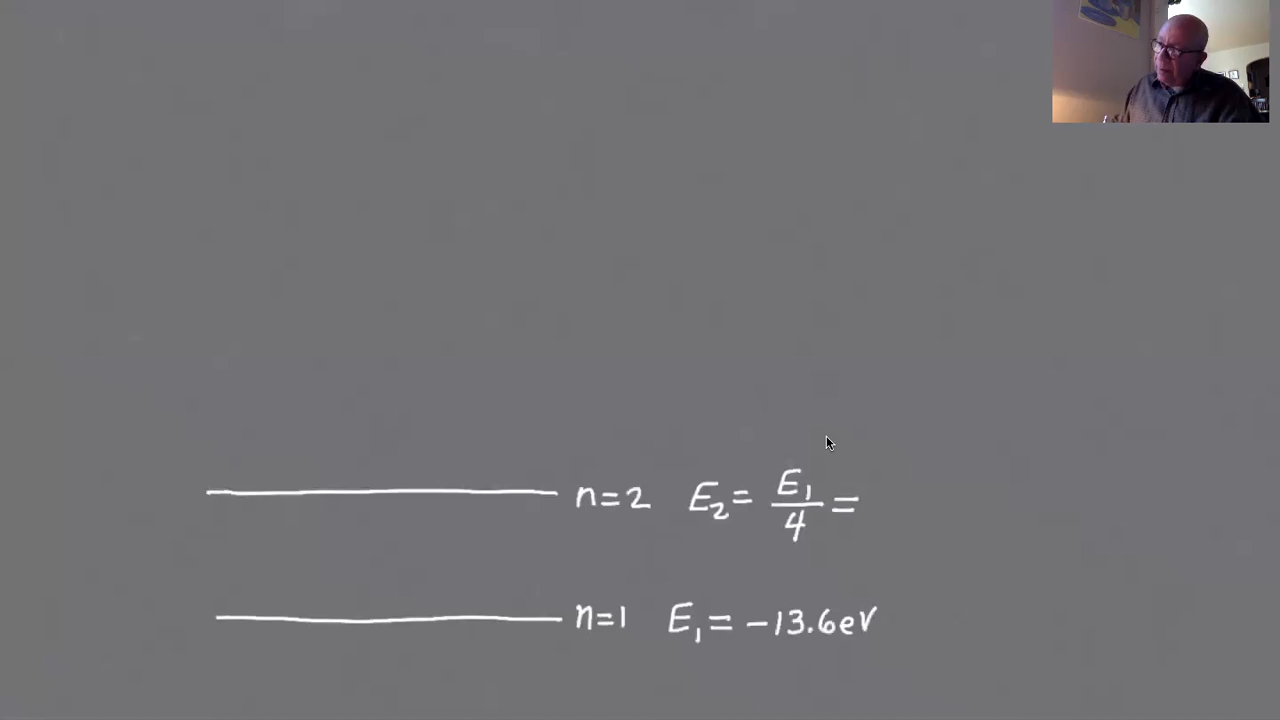 n=2 E₂= E₁/4 =
n=1 E₁ = -13.6eV